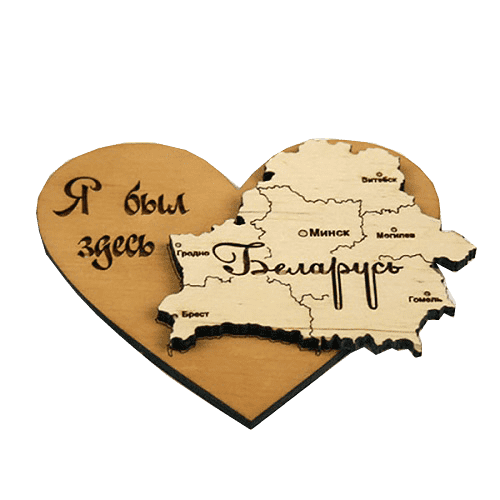 Я был
здесь
Витебск
Минск
Могилев
Гродно
Беларусь
Гомель
Брест